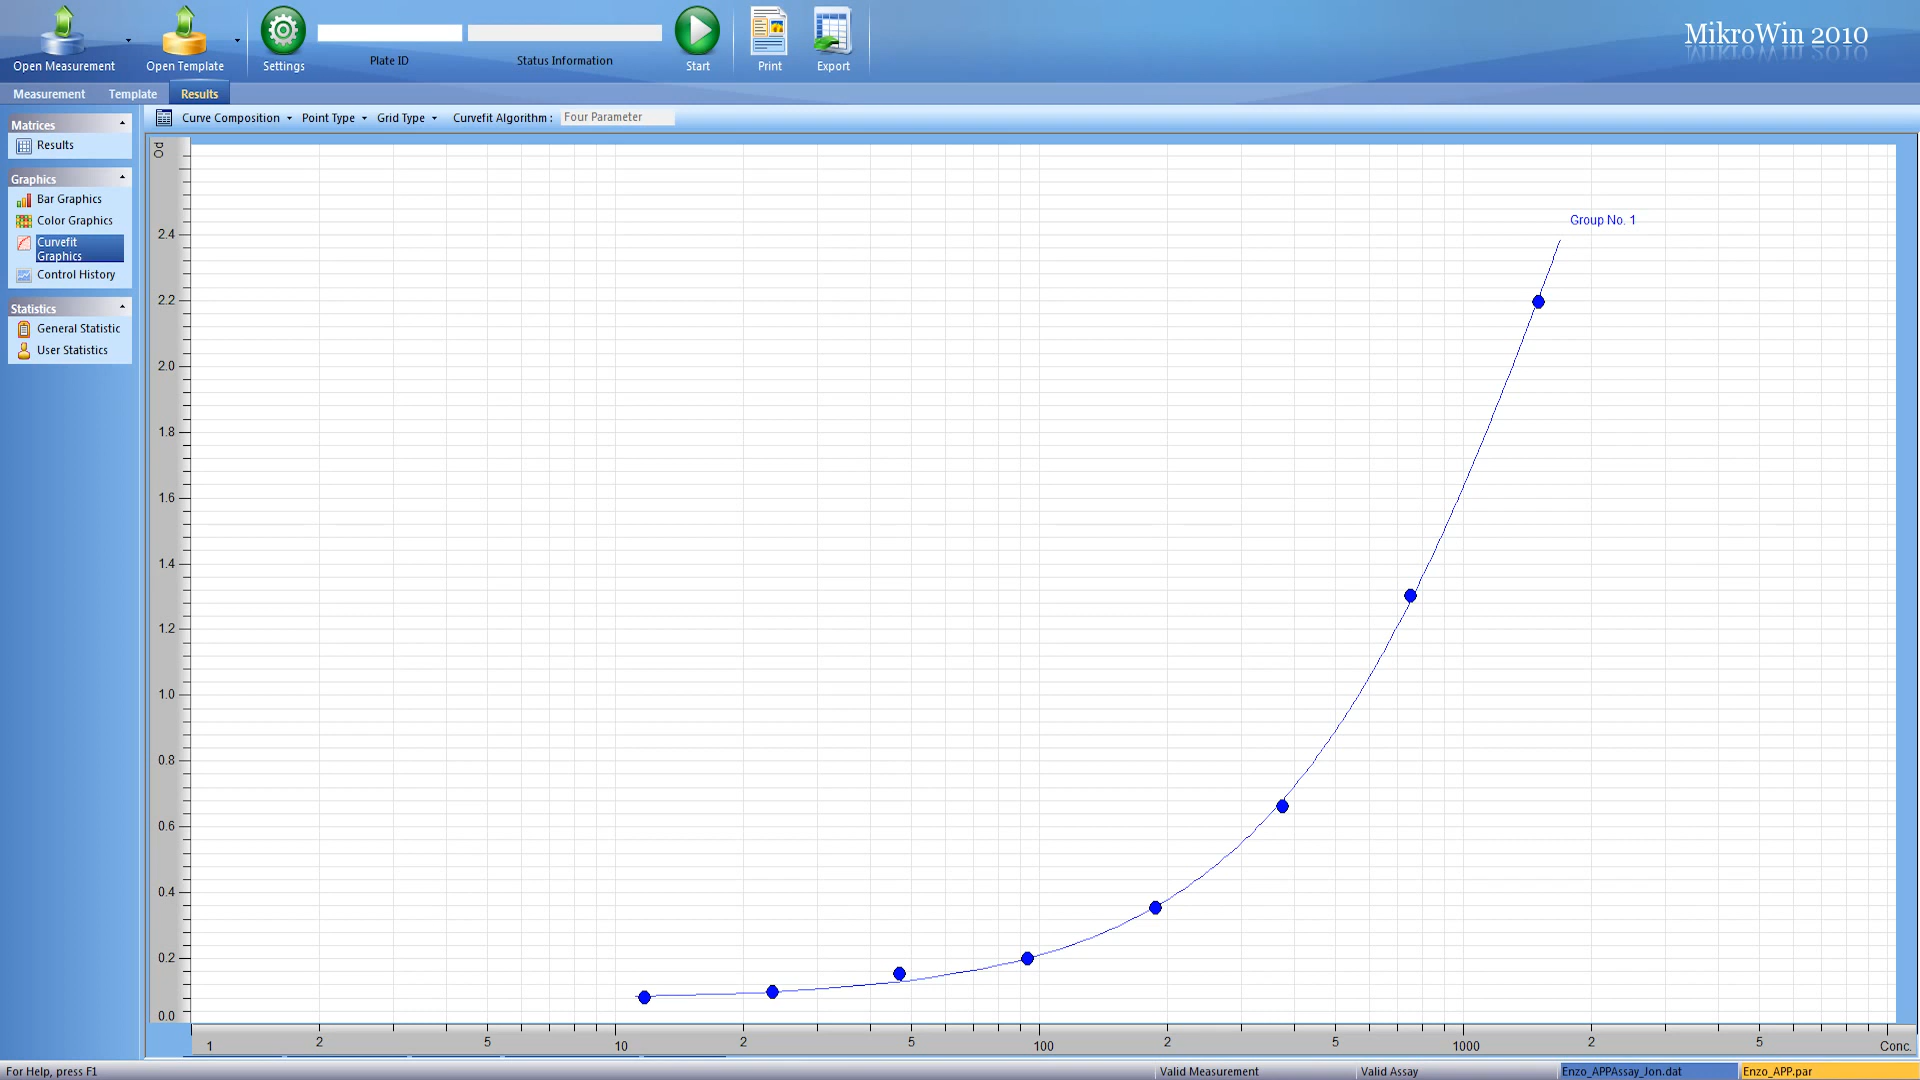 Open Measurement
Open Template
Settings
Plate ID
Status Information
Start
Print
Export
MikroWin 2010
Measurement
Template
Results
Matrices
Results
Graphics
Bar Graphics
Color Graphics
Curvefit
Graphics
Control History
Statistics
General Statistic
User Statistics
Curve Composition
Point Type
Grid Type
Curvefit Algorithm :
Four Parameter
OD
Group No. 1
2.4
2.2
2.0
1.8
1.6
1.4
1.2
1.0
0.8
0.6
0.4
0.2
0.0
1 2 5 10 2 5 100 2 5 1000 2 5 Conc.
For Help, press F1
Valid Measurement
Valid Assay
Enzo_APPAssay_Jon.dat
Enzo_APP.par